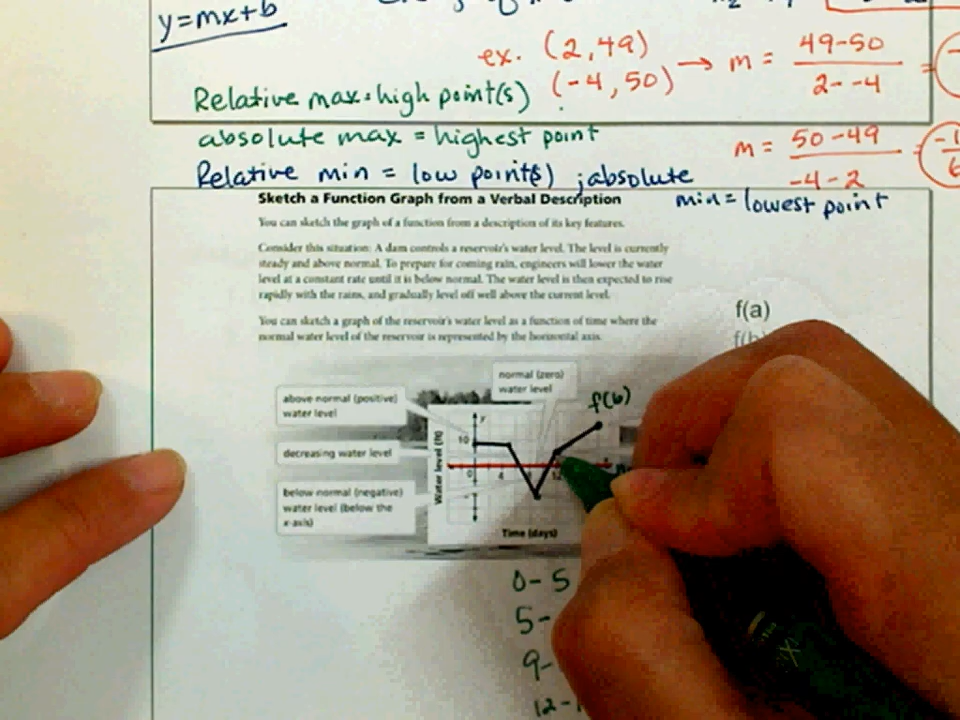 y=mx+b
ex. (2,49) → m = 49-50 / 2--4 =
(-4,50)
Relative max = high point(s)
absolute max = highest point
m = 50-49 / -4-2 = -1/6
Relative min = low point(s) ; absolute
min = lowest point
Sketch a Function Graph from a Verbal Description
You can sketch the graph of a function from a description of its key features.
Consider this situation: A dam controls a reservoir's water level. The level is currently
steady and above normal. To prepare for coming rain, engineers will lower the water
level at a constant rate until it is below normal. The water level is then expected to rise
rapidly with the rains, and gradually level off well above the current level.
You can sketch a graph of the reservoir's water level as a function of time where the
normal water level of the reservoir is represented by the horizontal axis.
f(a)
f(b
normal (zero)
water level
above normal (positive)
water level
f(b)
decreasing water level
below normal (negative)
water level (below the
x-axis)
Water level (ft)
y
10
0
4
12
Time (days)
0-5
5-
9-
12-